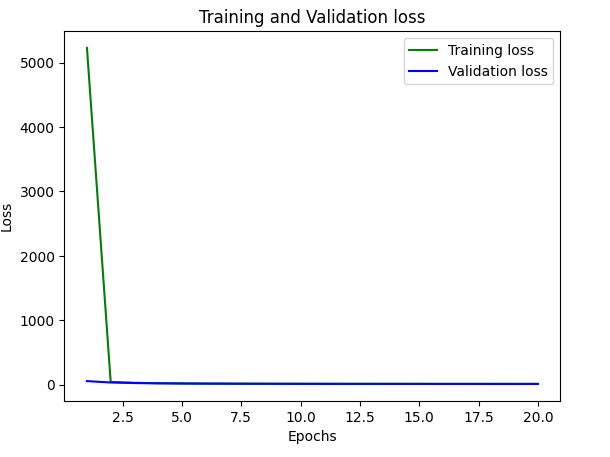 Training and Validation loss
Training loss
Validation loss
5000
4000
3000
2000
1000
0
Loss
2.5 5.0 7.5 10.0 12.5 15.0 17.5 20.0
Epochs